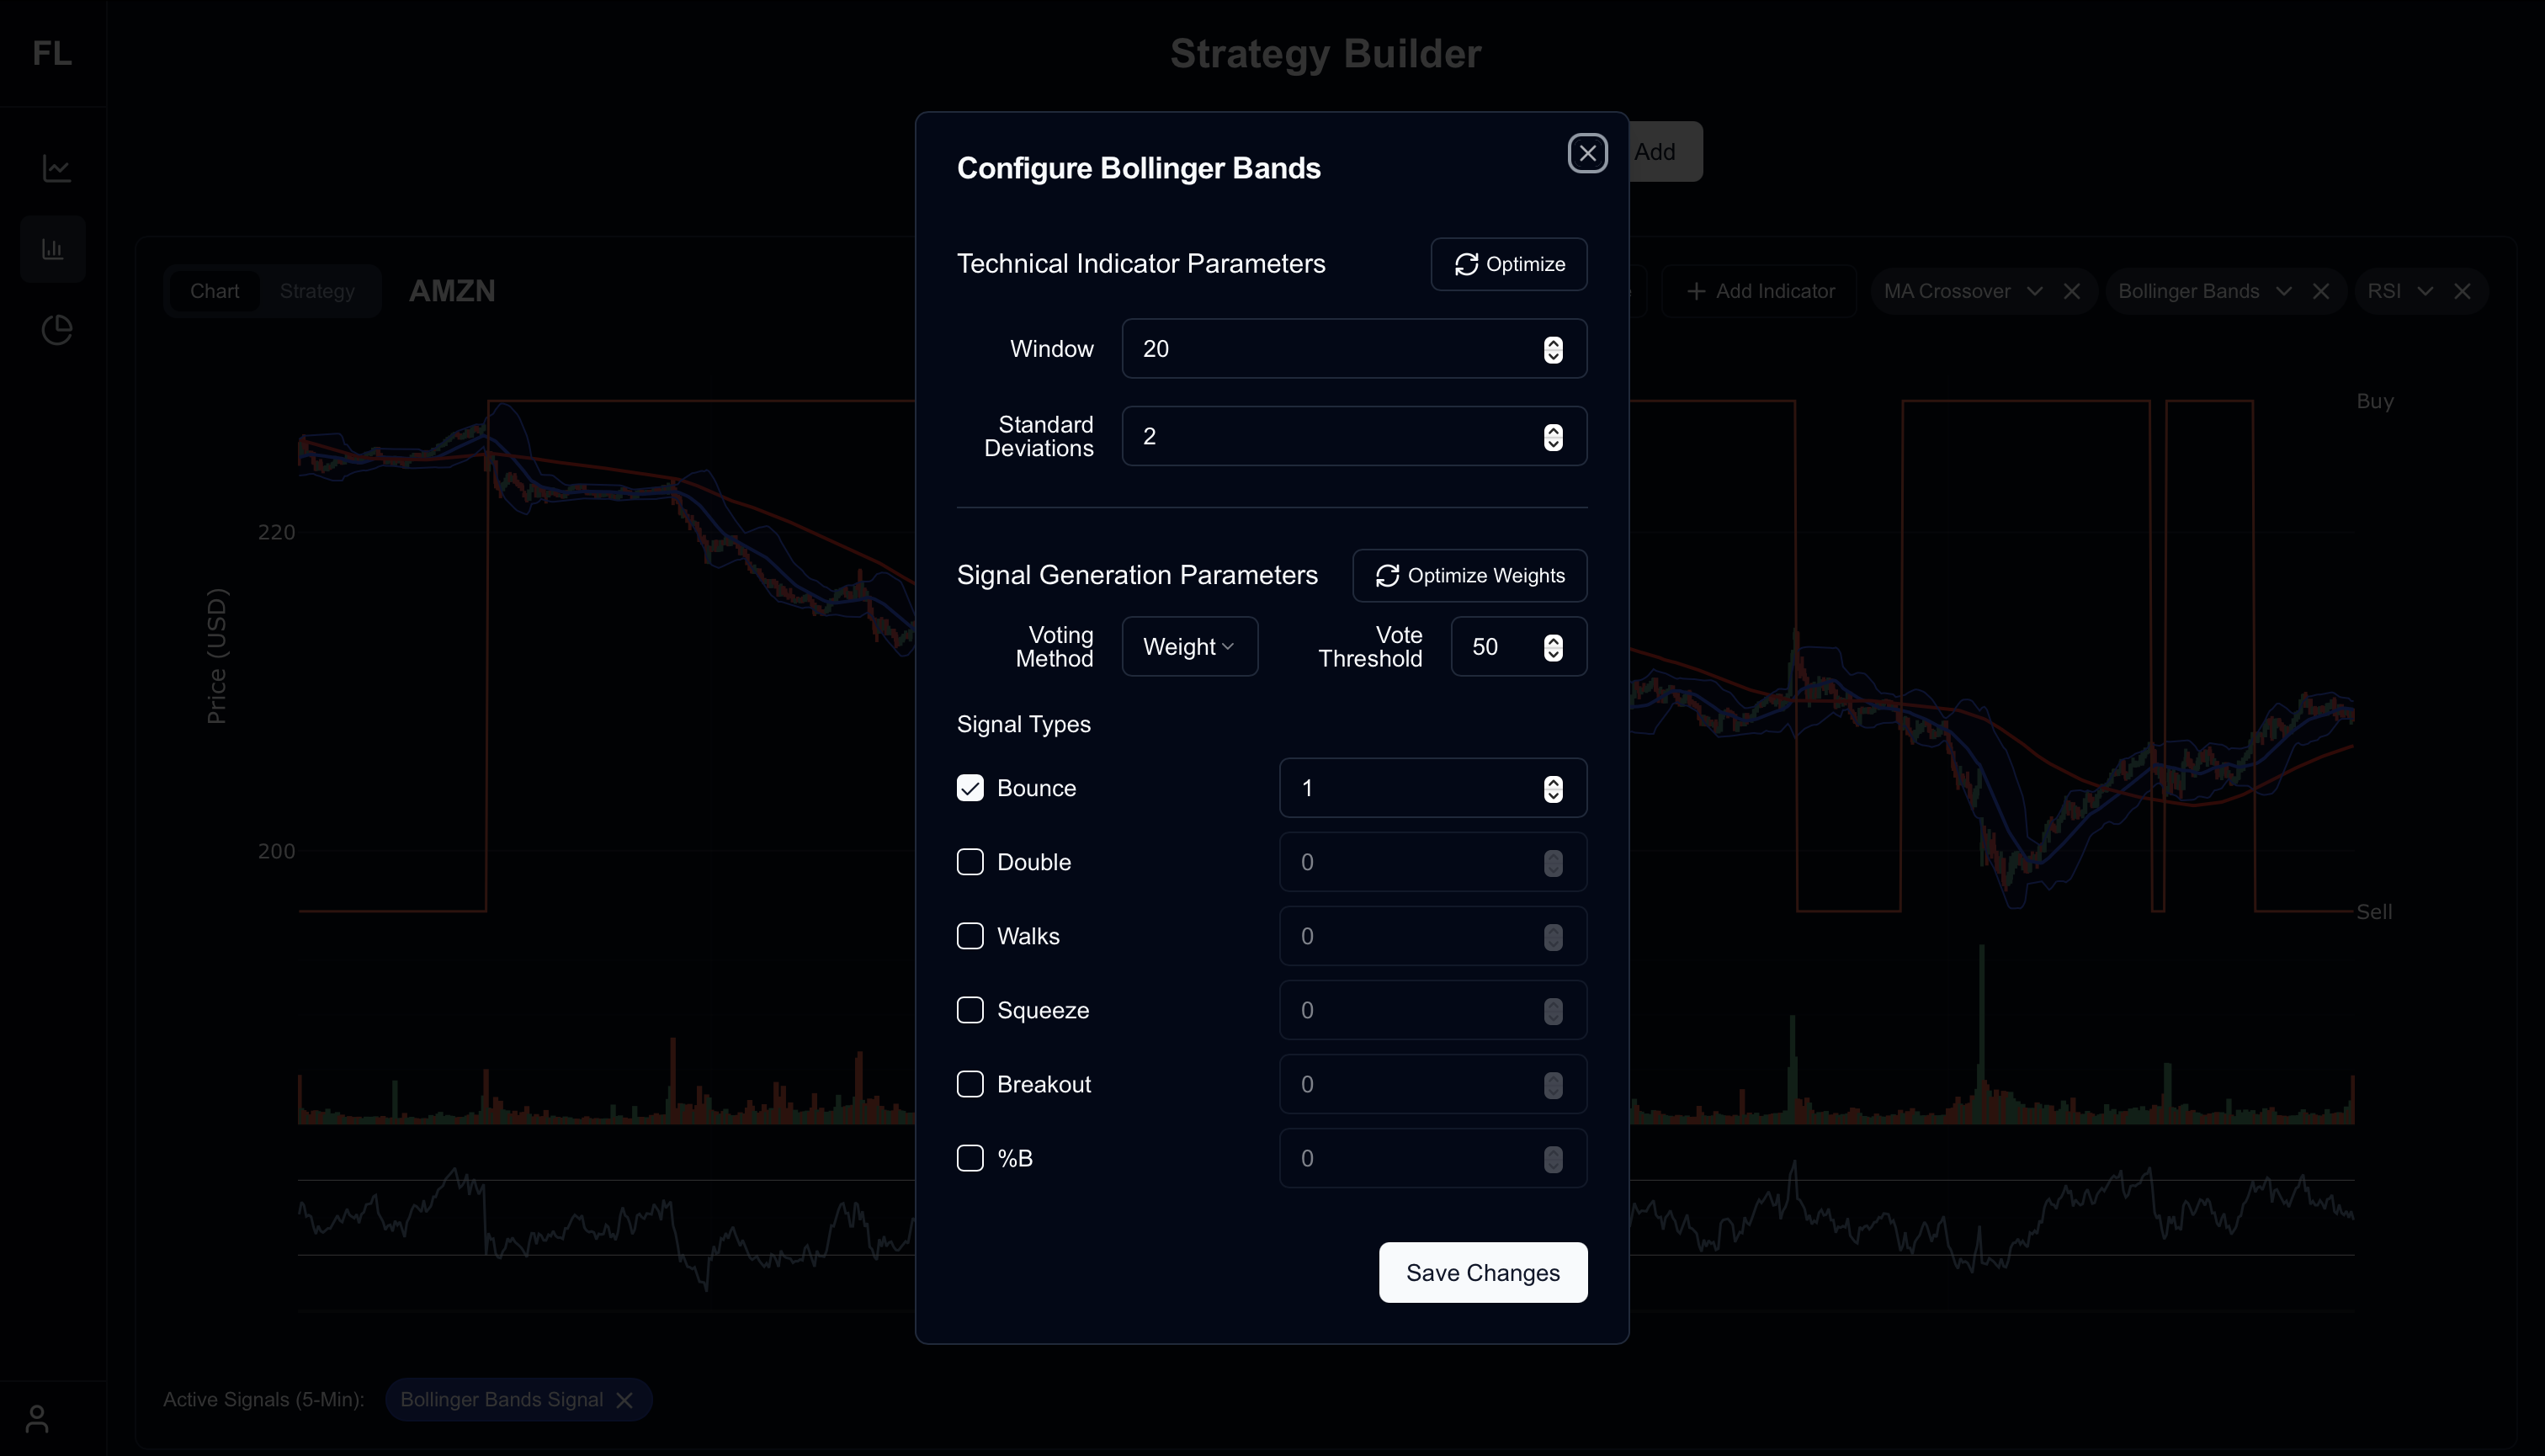 FL
Strategy Builder
Add
Configure Bollinger Bands
Technical Indicator Parameters
Optimize
Window
20
Standard
Deviations
2
Signal Generation Parameters
Optimize Weights
Voting
Method
Weight
Vote
Threshold
50
Signal Types
Bounce
1
Double
0
Walks
0
Squeeze
0
Breakout
0
%B
0
Save Changes
Chart
Strategy
AMZN
Add Indicator
MA Crossover
Bollinger Bands
RSI
Buy
220
Price (USD)
200
Sell
Active Signals (5-Min):
Bollinger Bands Signal